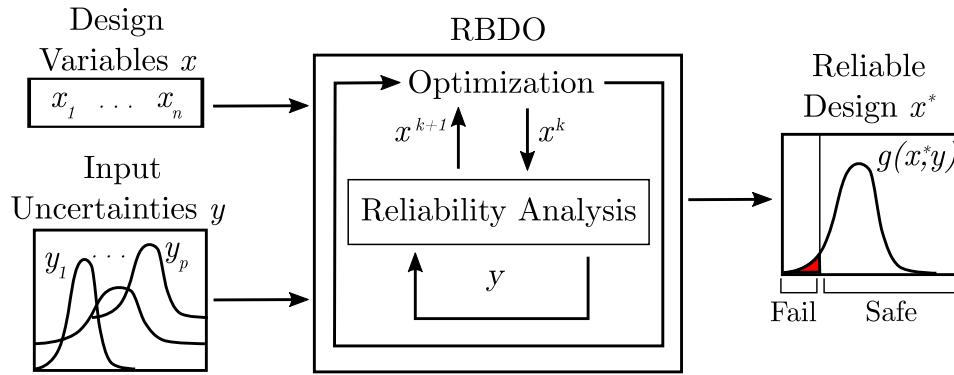 Design
Variables x
x₁ ... xₙ
Input
Uncertainties y
y₁ ... yₚ
RBDO
Optimization
x^{k+1} x^k
Reliability Analysis
y
Reliable
Design x*
g(x*,y)
Fail Safe